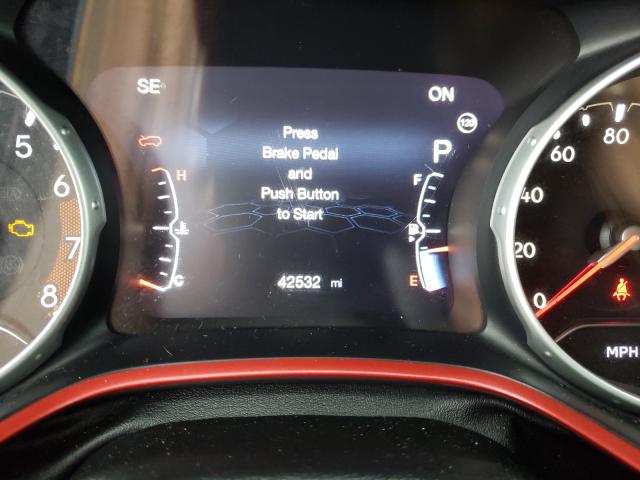 SE
ON
120
Press
Brake Pedal
and
Push Button
to Start
P
H
F
C
E
42532 mi
5
6
7
8
80
60
40
20
0
MPH